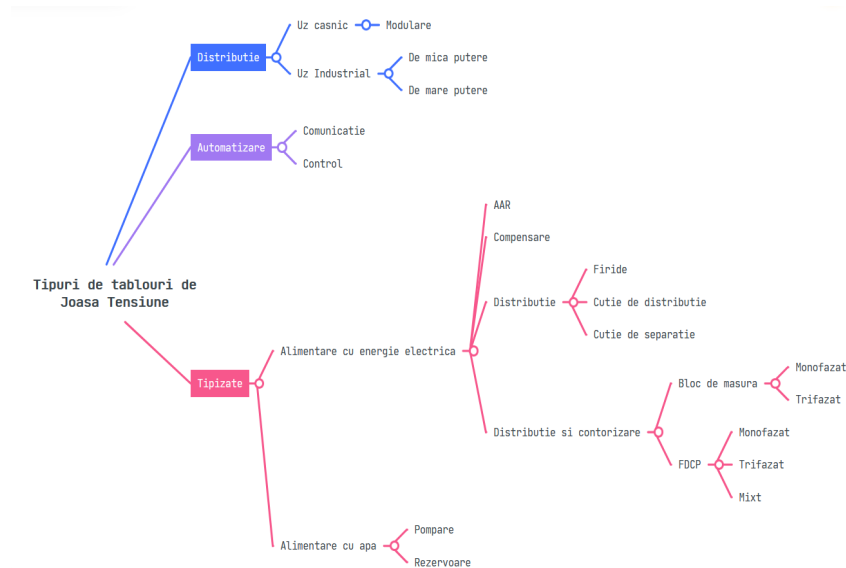 Tipuri de tablouri de
Joasa Tensiune
Distributie
Uz casnic
Modulare
Uz Industrial
De mica putere
De mare putere
Automatizare
Comunicatie
Control
Tipizate
Alimentare cu energie electrica
AAR
Compensare
Distributie
Firide
Cutie de distributie
Cutie de separatie
Distributie si contorizare
Bloc de masura
Monofazat
Trifazat
FDCP
Monofazat
Trifazat
Mixt
Alimentare cu apa
Pompare
Rezervoare